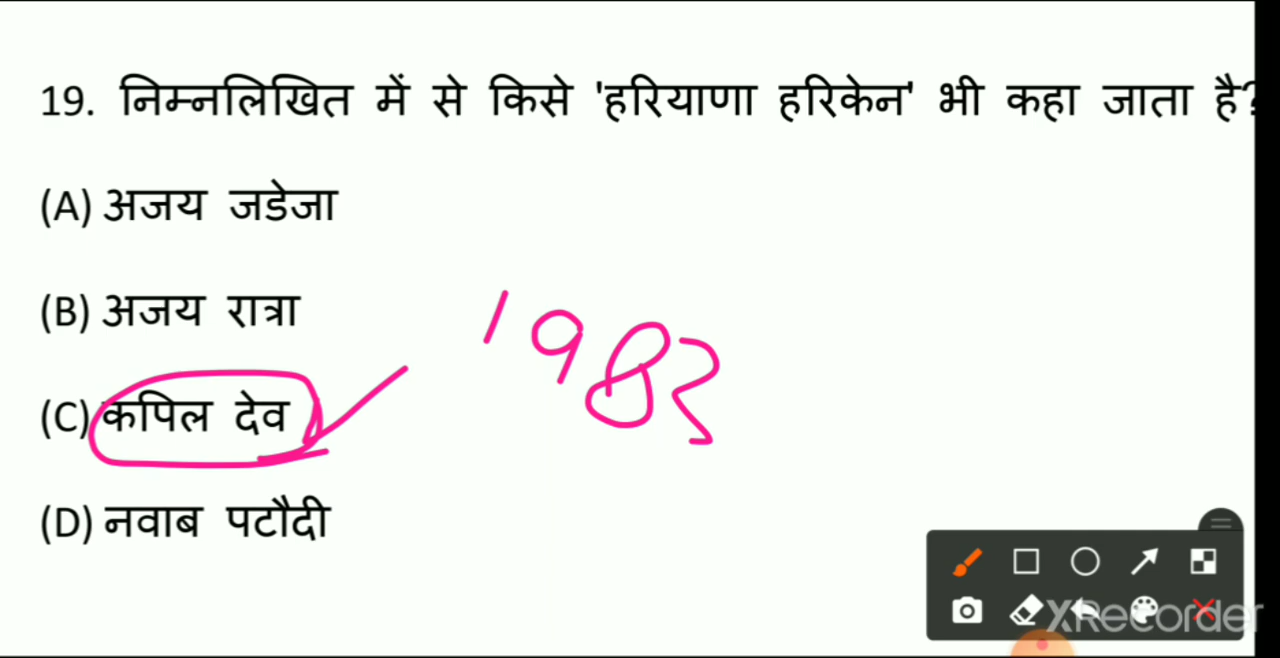 19. निम्नलिखित में से किसे 'हरियाणा हरिकेन' भी कहा जाता है?
(A) अजय जडेजा
(B) अजय रात्रा
1983
(C) कपिल देव
(D) नवाब पटौदी
XRecorder